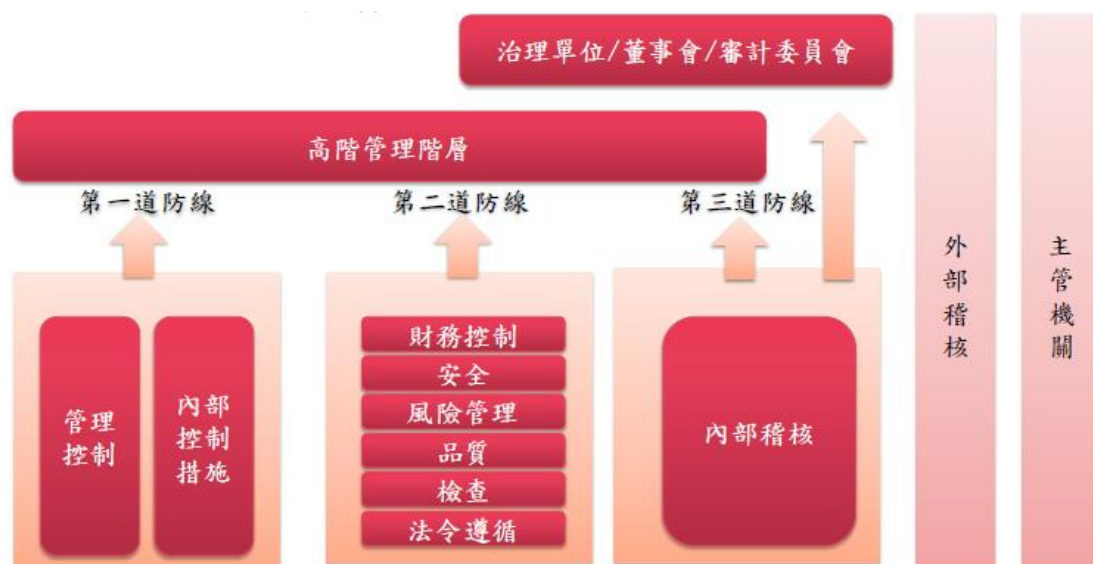 治理單位/董事會/審計委員會
高階管理階層
第一道防線
第二道防線
第三道防線
管理
控制
內部
控制
措施
財務控制
安全
風險管理
品質
檢查
法令遵循
內部稽核
外部稽核
主管機關